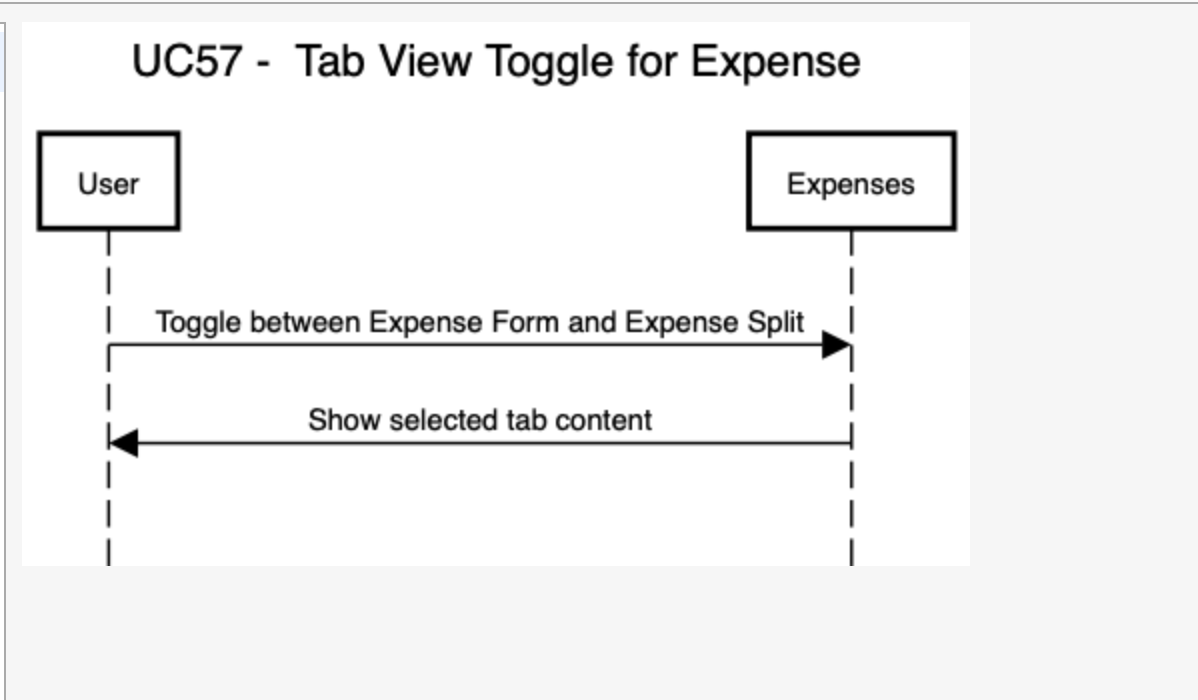 UC57 - Tab View Toggle for Expense
User
Expenses
Toggle between Expense Form and Expense Split
Show selected tab content